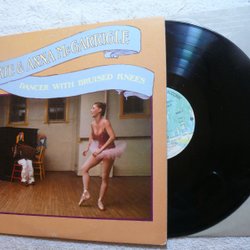 KATE & ANNA McGARRIGLE
DANCER WITH BRUISED KNEES